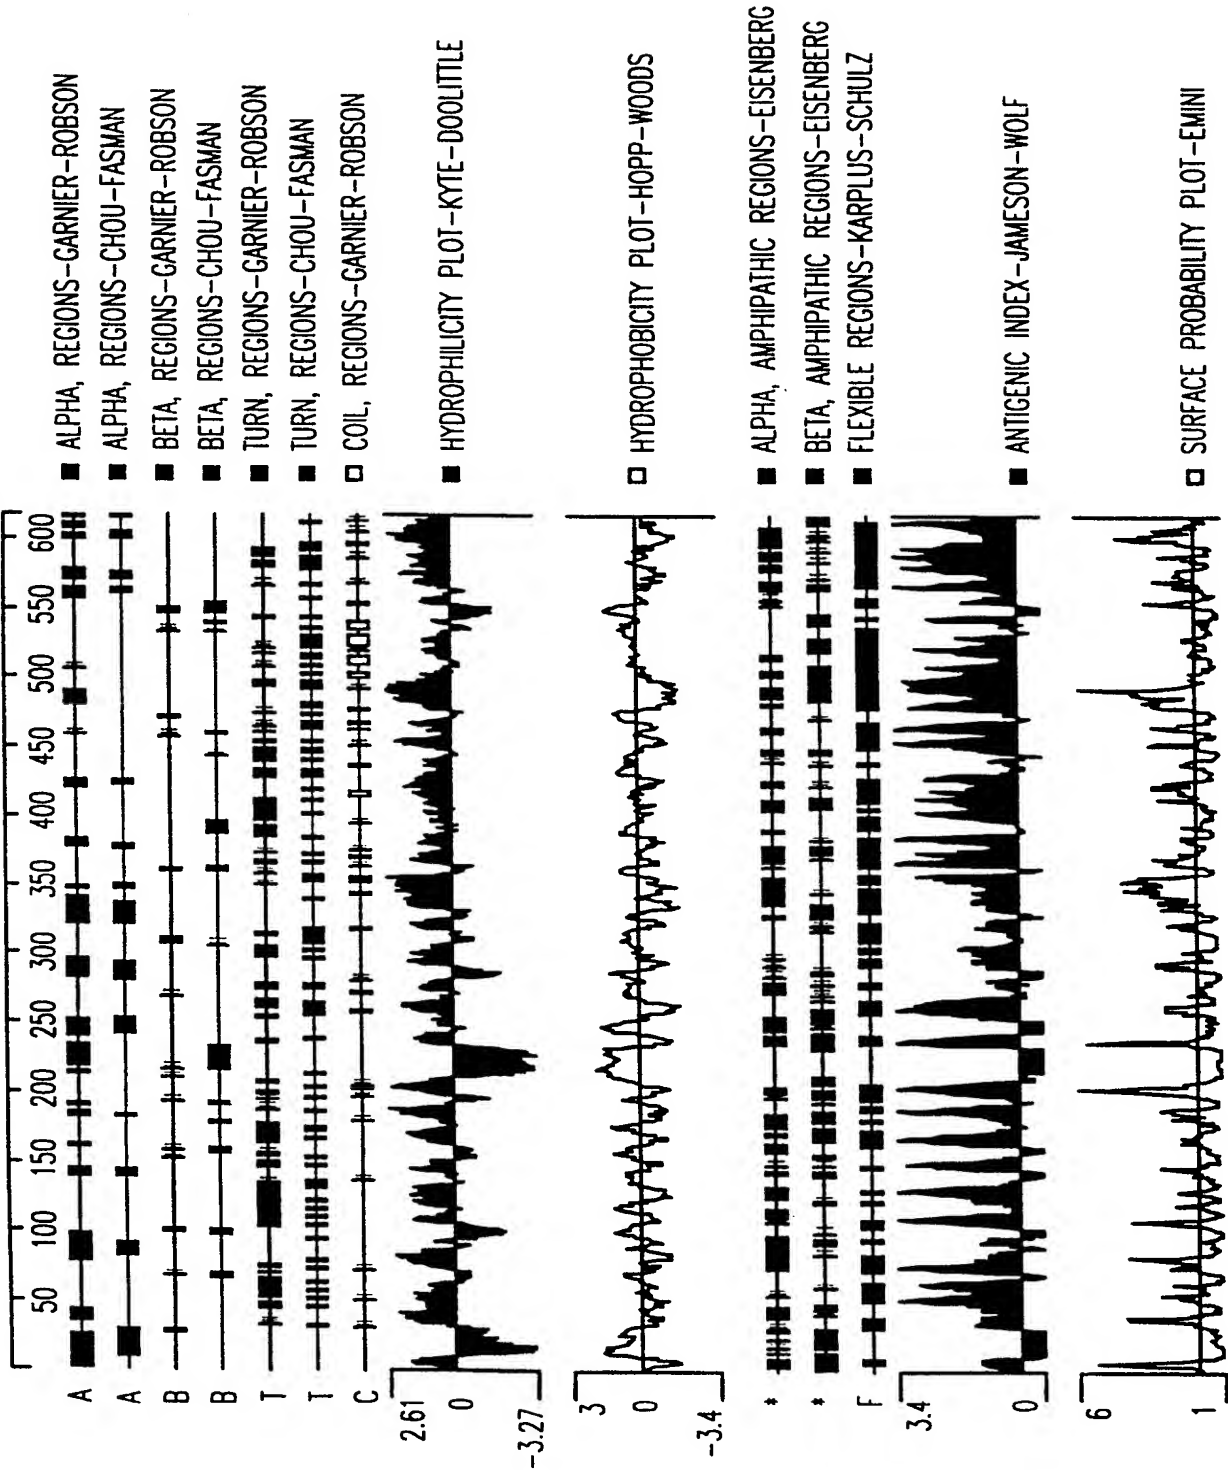 50 100 150 200 250 300 350 400 450 500 550 600
A ■ ALPHA, REGIONS-GARNIER-ROBSON
A ■ ALPHA, REGIONS-CHOU-FASMAN
B ■ BETA, REGIONS-GARNIER-ROBSON
B ■ BETA, REGIONS-CHOU-FASMAN
T ■ TURN, REGIONS-GARNIER-ROBSON
T ■ TURN, REGIONS-CHOU-FASMAN
C □ COIL, REGIONS-GARNIER-ROBSON
2.61
0 ■ HYDROPHILICITY PLOT-KYTE-DOOLITTLE
-3.27
3
0 □ HYDROPHOBICITY PLOT-HOPP-WOODS
-3.4
* ■ ALPHA, AMPHIPATHIC REGIONS-EISENBERG
* ■ BETA, AMPHIPATHIC REGIONS-EISENBERG
F ■ FLEXIBLE REGIONS-KARPLUS-SCHULZ
3.4
0 ■ ANTIGENIC INDEX-JAMESON-WOLF
6
1 □ SURFACE PROBABILITY PLOT-EMINI